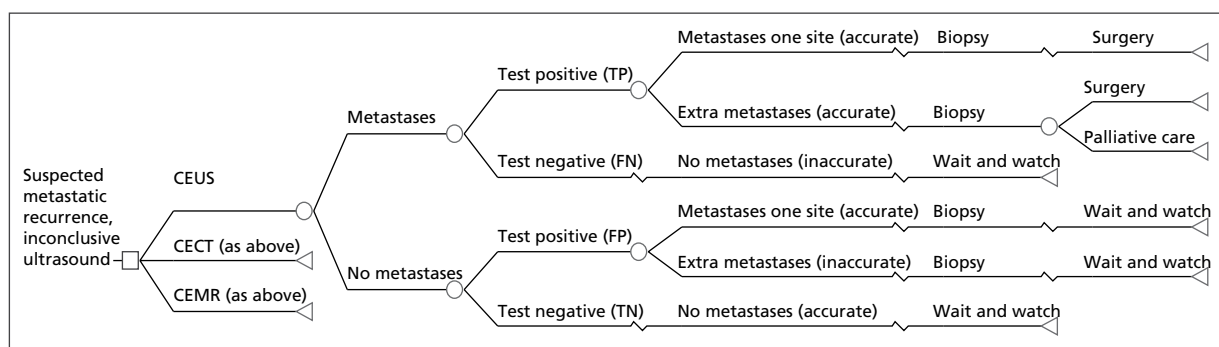 Metastases one site (accurate) Biopsy Surgery
Test positive (TP)
Surgery
Metastases
Extra metastases (accurate) Biopsy
Palliative care
Test negative (FN) No metastases (inaccurate) Wait and watch
Suspected
metastatic
recurrence,
inconclusive
ultrasound
CEUS
Metastases one site (accurate) Biopsy Wait and watch
Test positive (FP)
CECT (as above)
No metastases
Extra metastases (inaccurate) Biopsy Wait and watch
CEMR (as above)
Test negative (TN) No metastases (accurate) Wait and watch